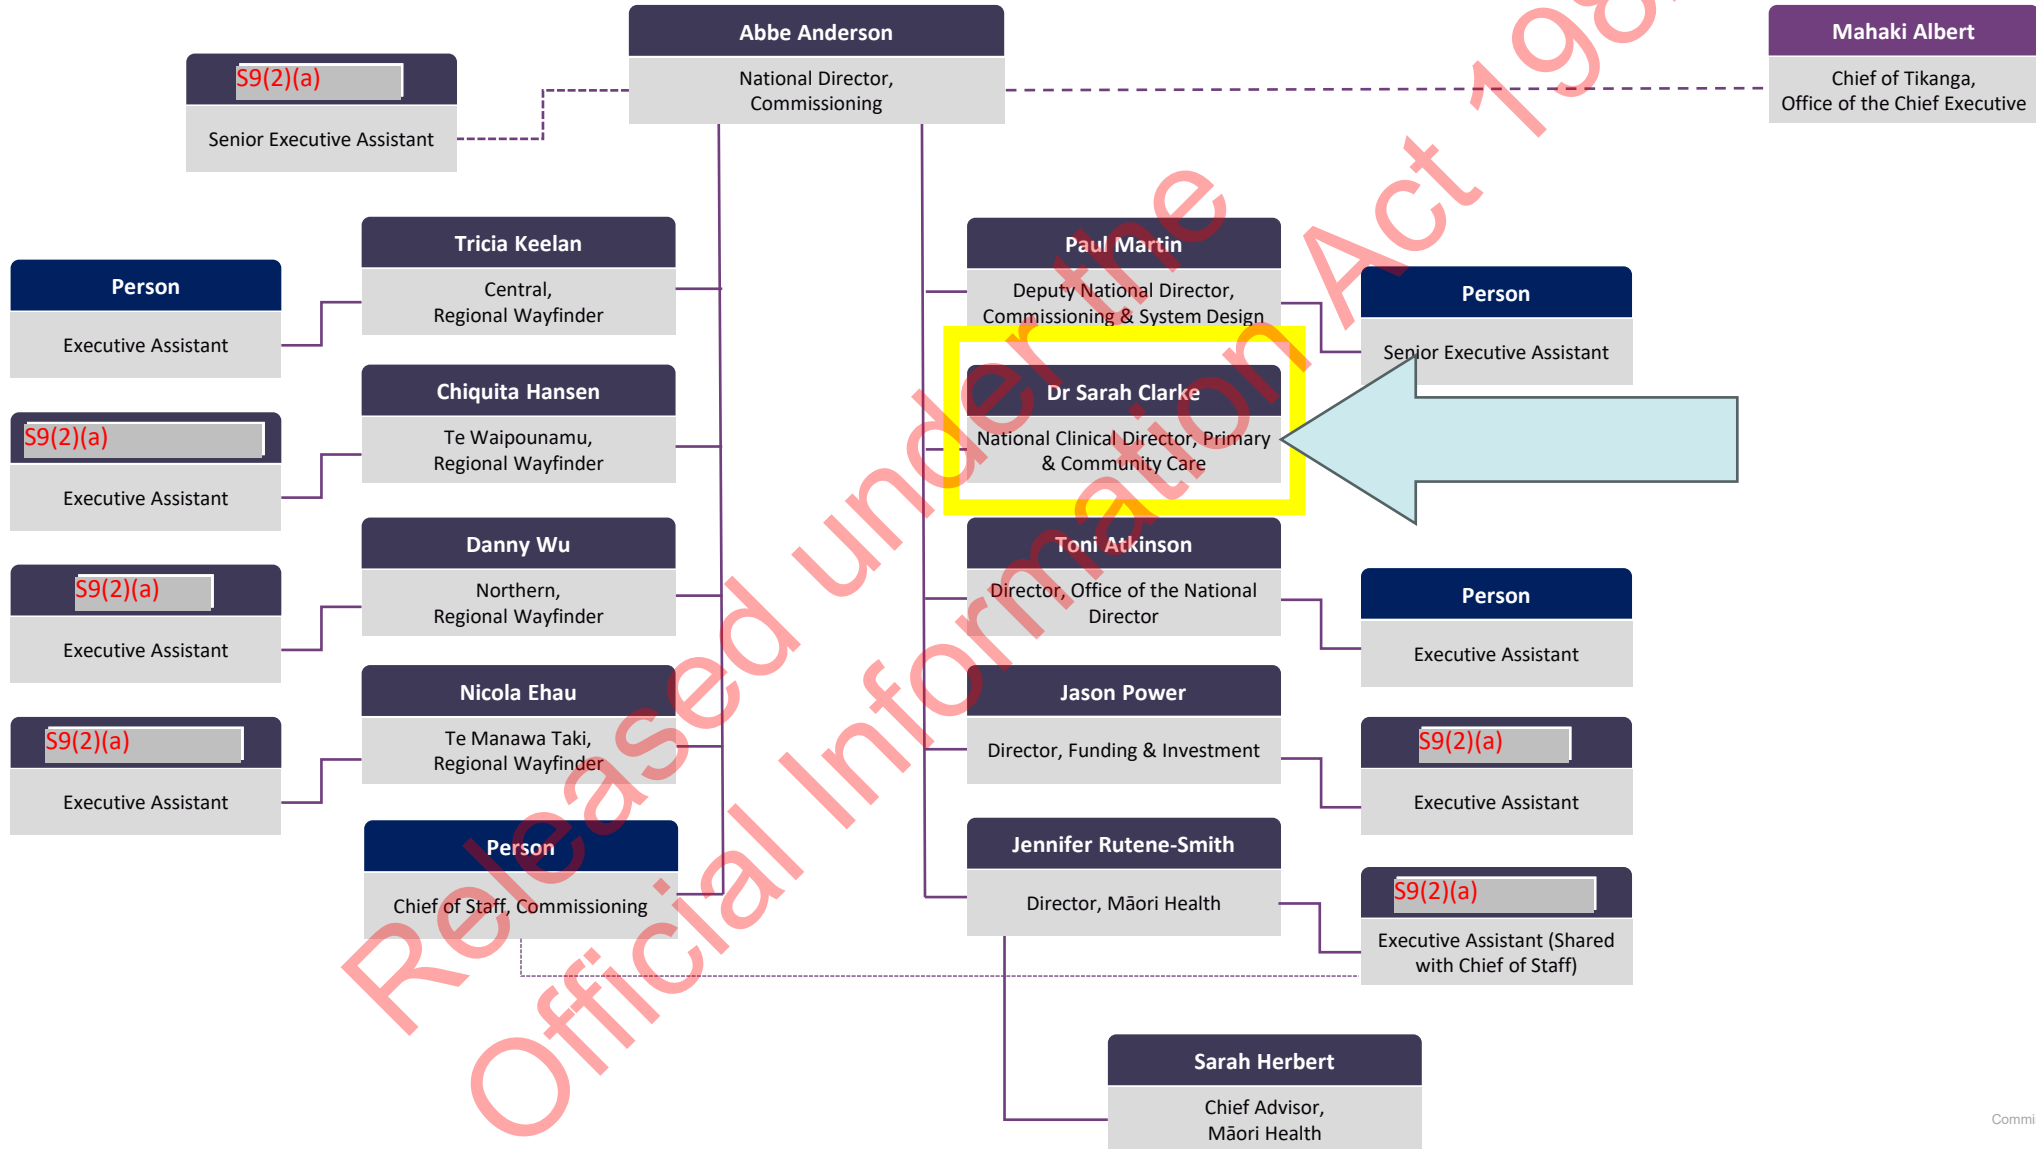 Abbe Anderson
National Director,
Commissioning
Mahaki Albert
Chief of Tikanga,
Office of the Chief Executive
S9(2)(a)
Senior Executive Assistant
Tricia Keelan
Central,
Regional Wayfinder
Person
Executive Assistant
Chiquita Hansen
Te Waipounamu,
Regional Wayfinder
S9(2)(a)
Executive Assistant
Danny Wu
Northern,
Regional Wayfinder
S9(2)(a)
Executive Assistant
Nicola Ehau
Te Manawa Taki,
Regional Wayfinder
S9(2)(a)
Executive Assistant
Person
Chief of Staff, Commissioning
Paul Martin
Deputy National Director,
Commissioning & System Design
Person
Senior Executive Assistant
Dr Sarah Clarke
National Clinical Director, Primary
& Community Care
Toni Atkinson
Director, Office of the National
Director
Person
Executive Assistant
Jason Power
Director, Funding & Investment
S9(2)(a)
Executive Assistant
Jennifer Rutene-Smith
Director, Māori Health
S9(2)(a)
Executive Assistant (Shared
with Chief of Staff)
Sarah Herbert
Chief Advisor,
Māori Health
Released under the
Official Information Act 198
Commi